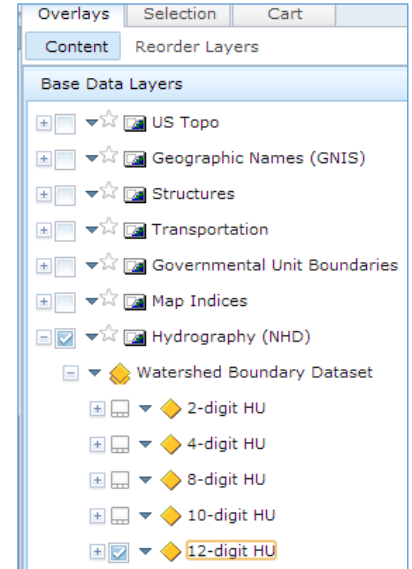 Overlays Selection Cart
Content Reorder Layers
Base Data Layers
US Topo
Geographic Names (GNIS)
Structures
Transportation
Governmental Unit Boundaries
Map Indices
Hydrography (NHD)
Watershed Boundary Dataset
2-digit HU
4-digit HU
8-digit HU
10-digit HU
12-digit HU